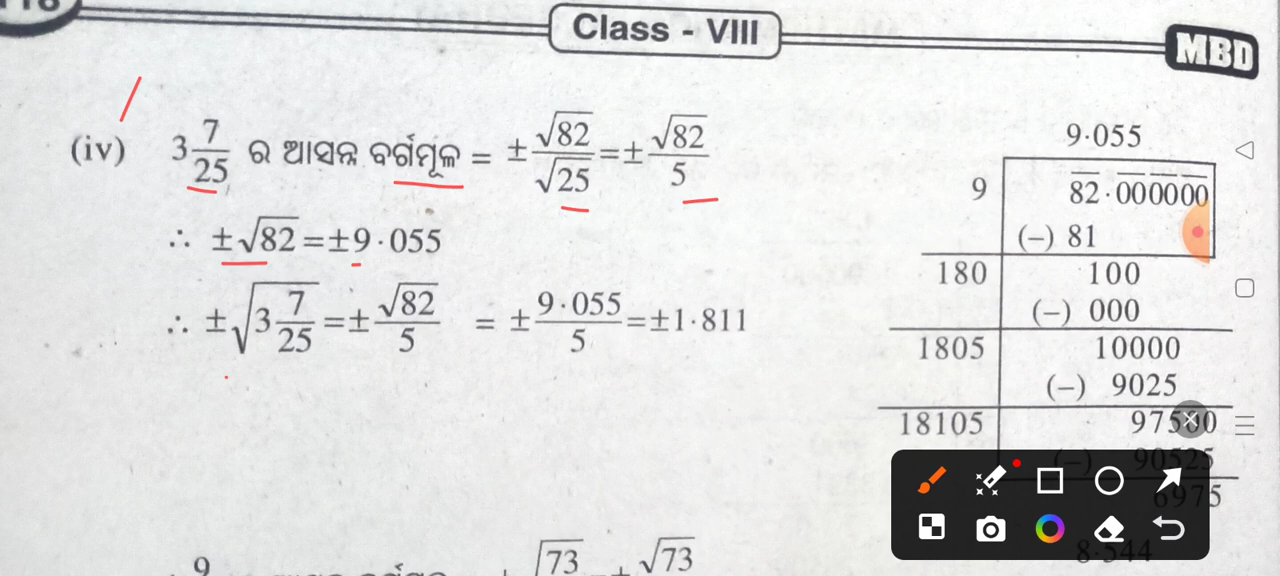 Class - VIII
MBD
(iv) 3 7/25 ର ଆସନ୍ନ ବର୍ଗମୂଳ = ± √82/√25 = ± √82/5
∴ ±√82 = ±9·055
∴ ±√(3 7/25) = ± √82/5 = ± 9·055/5 = ±1·811
9·055
9 82·000000
(–) 81
180 100
(–) 000
1805 10000
(–) 9025
18105 97500
(–) 90525
6975
8·544
9
√73 √73